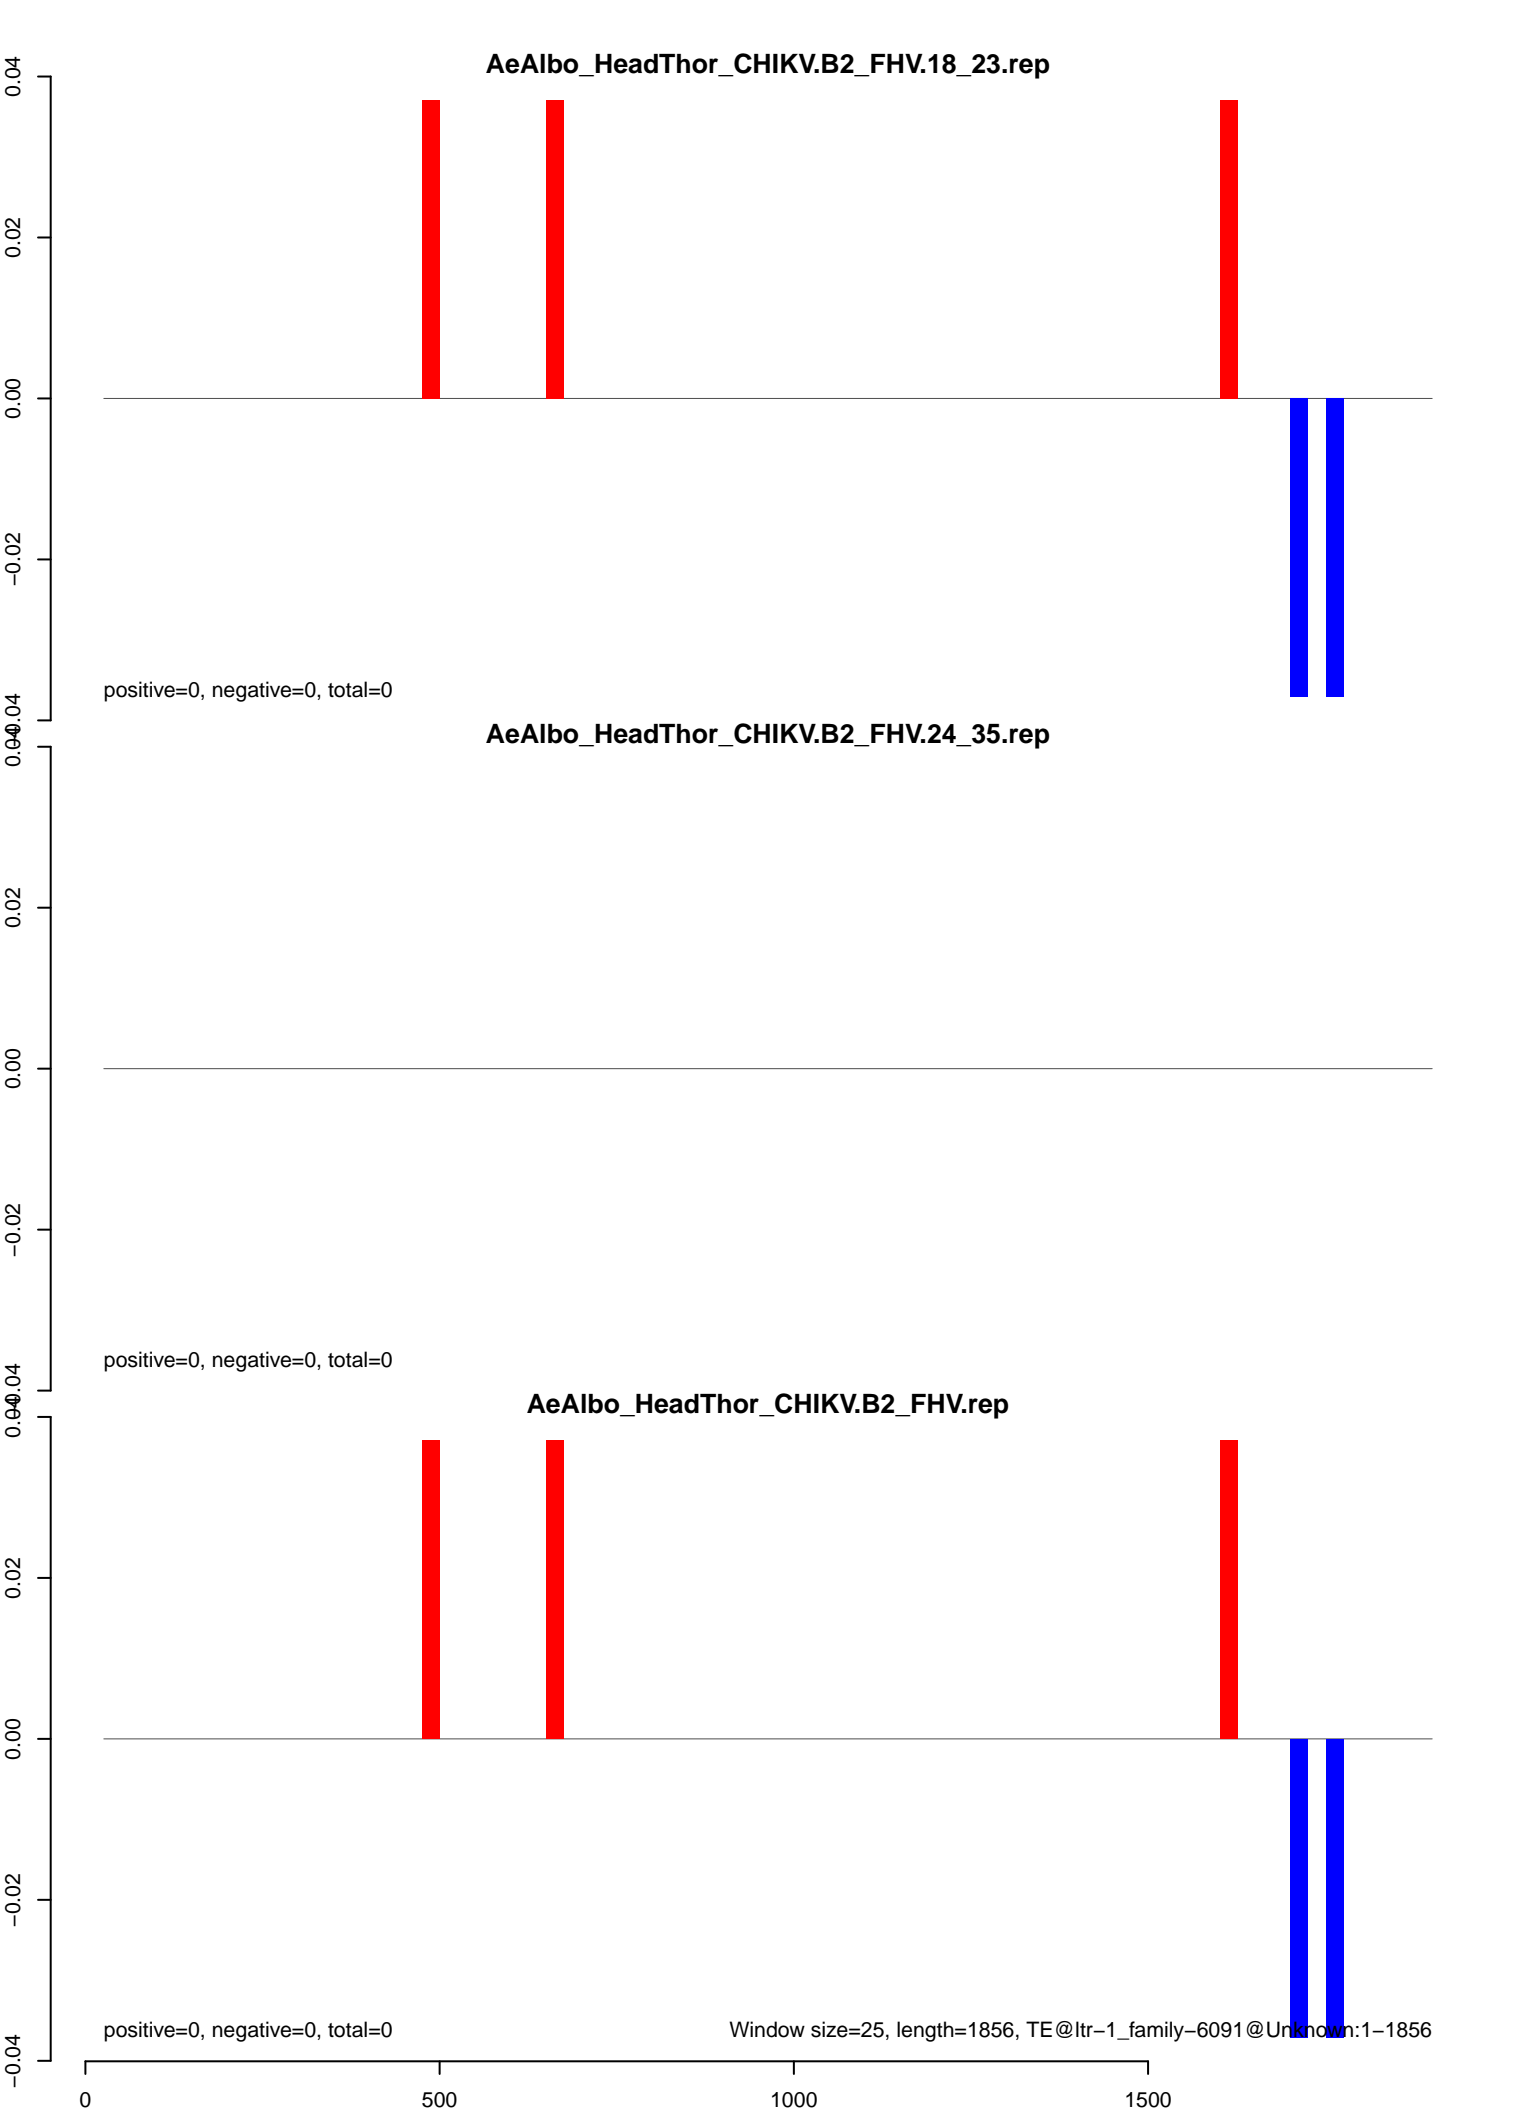 AeAlbo_HeadThor_CHIKV.B2_FHV.18_23.rep
0.04
0.02
0.00
−0.02
−0.04
positive=0, negative=0, total=0
AeAlbo_HeadThor_CHIKV.B2_FHV.24_35.rep
0.04
0.02
0.00
−0.02
−0.04
positive=0, negative=0, total=0
AeAlbo_HeadThor_CHIKV.B2_FHV.rep
0.04
0.02
0.00
−0.02
−0.04
positive=0, negative=0, total=0
Window size=25, length=1856, TE@ltr−1_family−6091@Unknown:1−1856
0 500 1000 1500